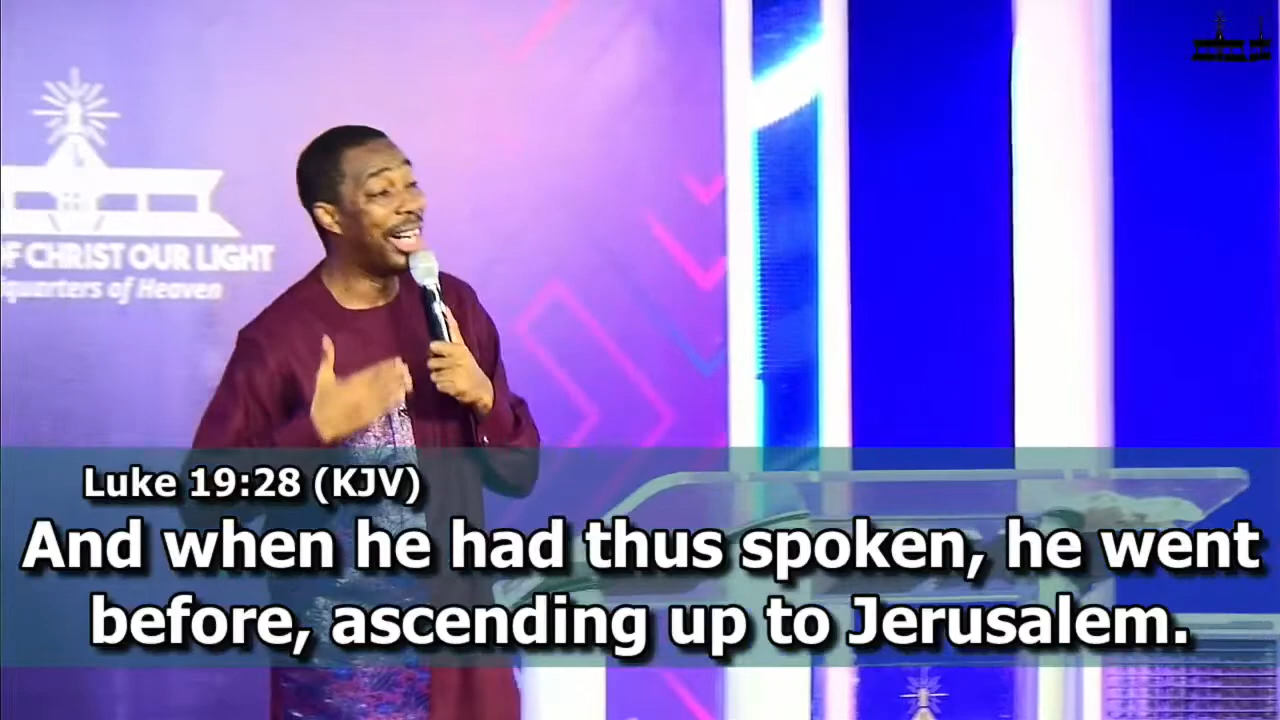 OF CHRIST OUR LIGHT
quarters of Heaven
Luke 19:28 (KJV)
And when he had thus spoken, he went
before, ascending up to Jerusalem.